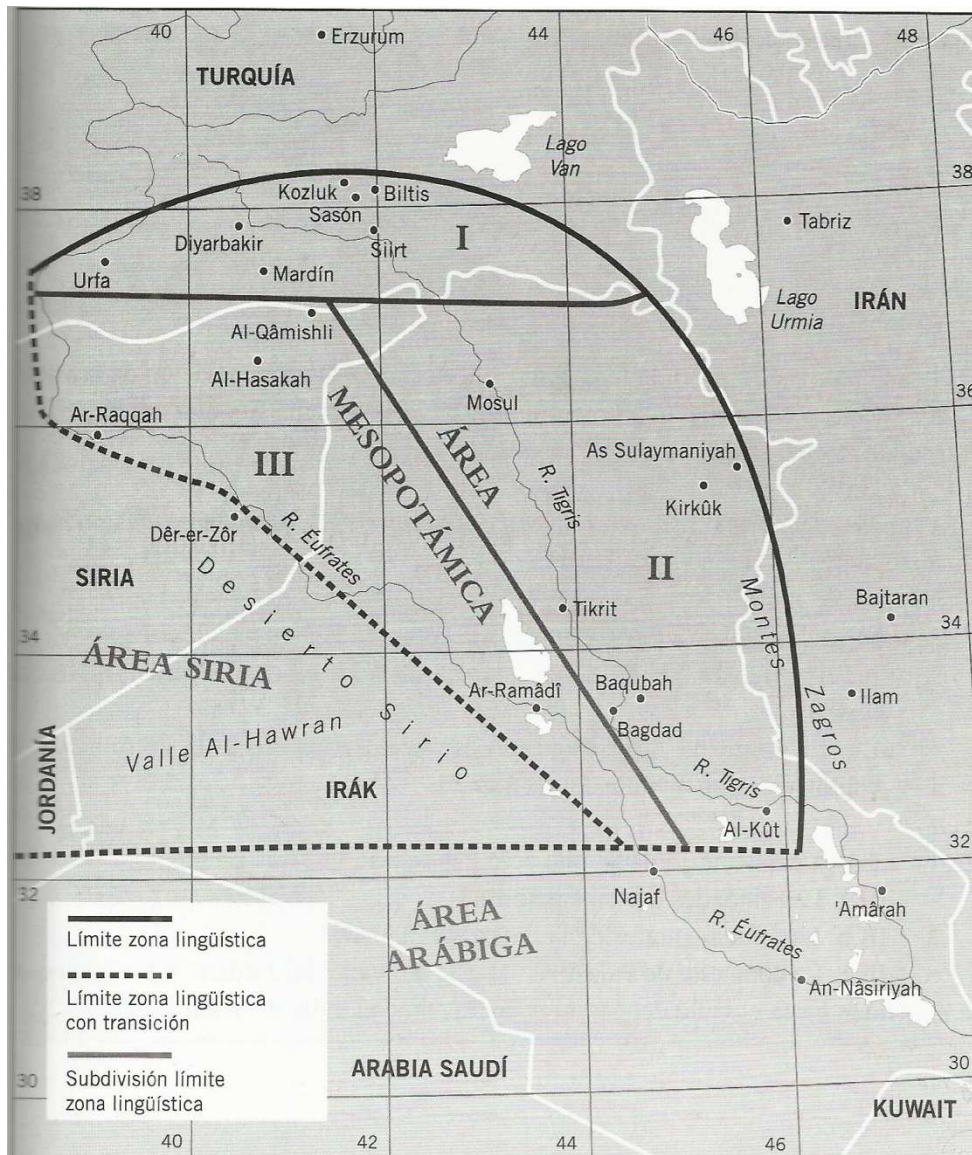 40
44
46
48
Erzurum
TURQUÍA
Lago
Van
38
38
Kozluk
Biltis
Sasón
Diyarbakir
Siirt
I
Tabriz
Urfa
Mardín
Lago
Urmia
IRÁN
Al-Qâmishli
Al-Hasakah
Mosul
36
Ar-Raqqah
ÁREA
MESOPOTÁMICA
As Sulaymaniyah
III
R. Tigris
Kirkûk
Dêr-er-Zôr
R. Éufrates
II
SIRIA
Desierto Sirio
Tikrit
Montes
Zagros
Bajtaran
34
34
ÁREA SIRIA
Ar-Ramâdî
Baqubah
Ilam
Bagdad
Valle Al-Hawran
JORDANÍA
IRÁK
R. Tigris
Al-Kût
32
32
Najaf
'Amârah
ÁREA
ARÁBIGA
R. Éufrates
An-Nâsiriyah
Límite zona lingüística
Límite zona lingüística
con transición
Subdivisión límite
zona lingüística
30
30
ARABIA SAUDÍ
KUWAIT
40
42
44
46